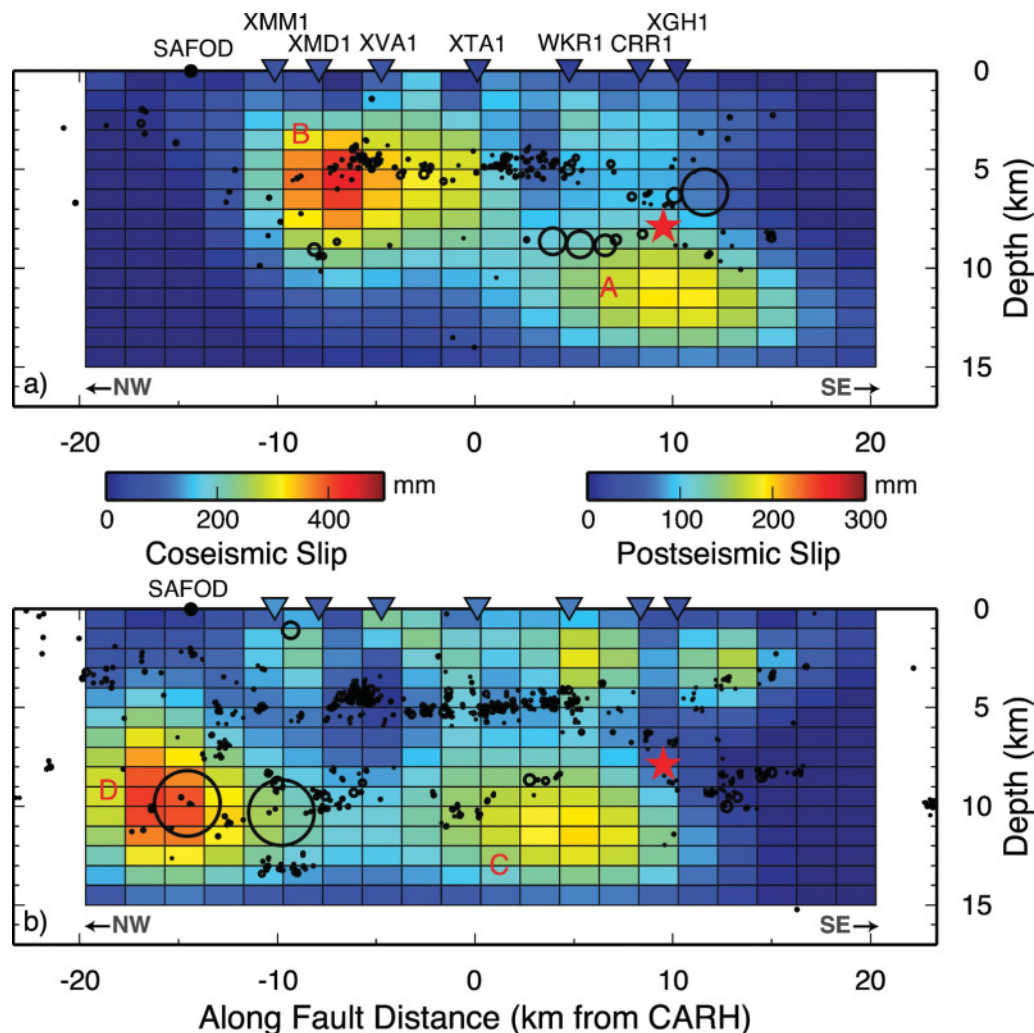 XMM1 XGH1
SAFOD XMD1 XVA1 XTA1 WKR1 CRR1
B
A
0
5
10
15
Depth (km)
a) ←NW SE→
-20 -10 0 10 20
mm mm
0 200 400 0 100 200 300
Coseismic Slip Postseismic Slip
SAFOD
D
C
0
5
10
15
Depth (km)
b) ←NW SE→
-20 -10 0 10 20
Along Fault Distance (km from CARH)